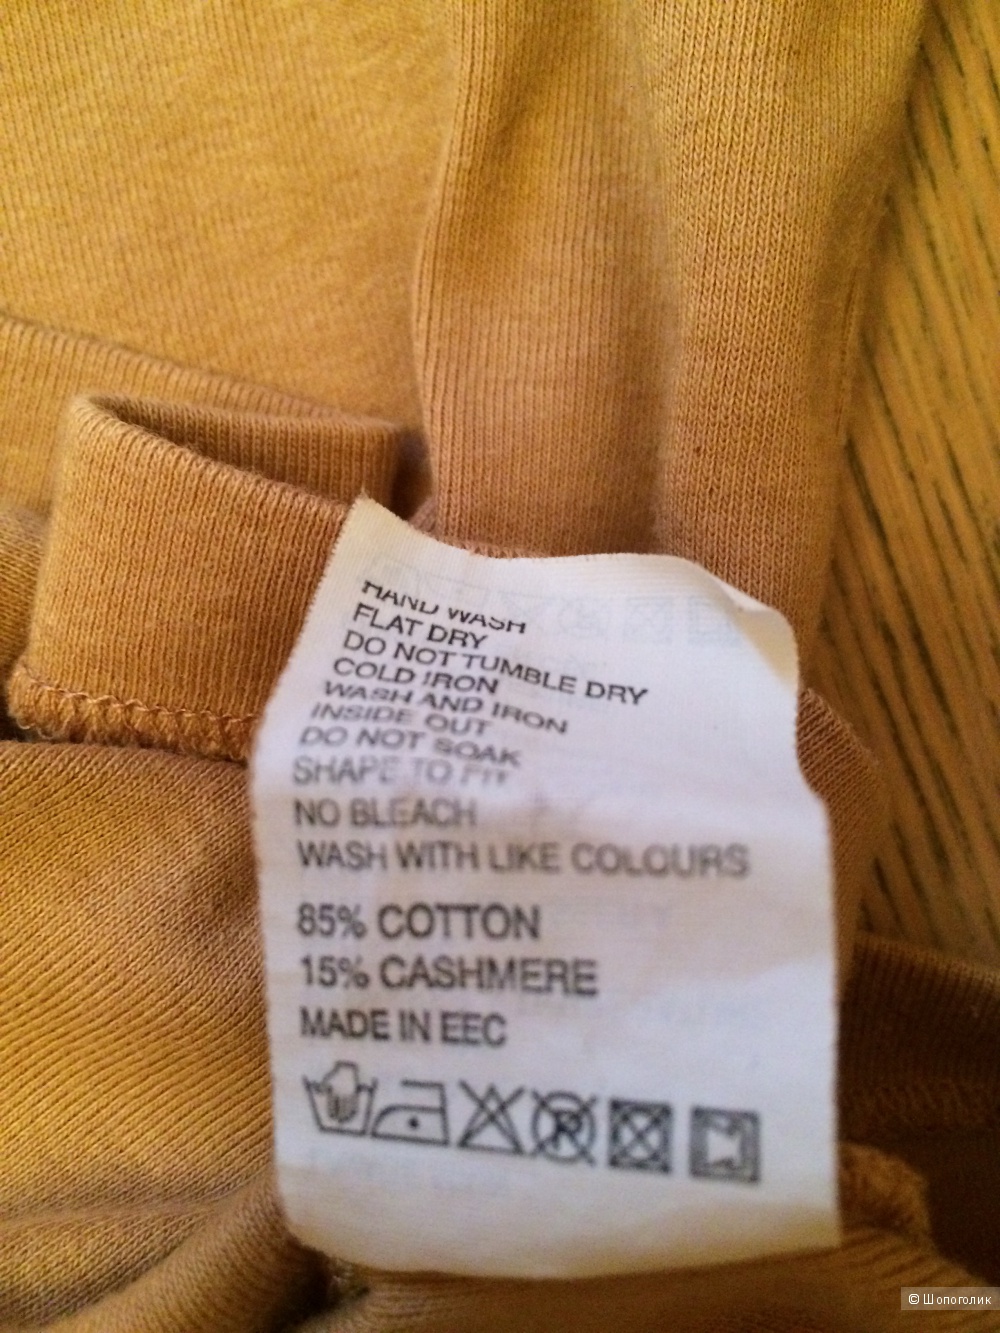 HAND WASH
FLAT DRY
DO NOT TUMBLE DRY
COLD IRON
WASH AND IRON
INSIDE OUT
DO NOT SOAK
SHAPE TO FIT
NO BLEACH
WASH WITH LIKE COLOURS
85% COTTON
15% CASHMERE
MADE IN EEC
© Шопоголик